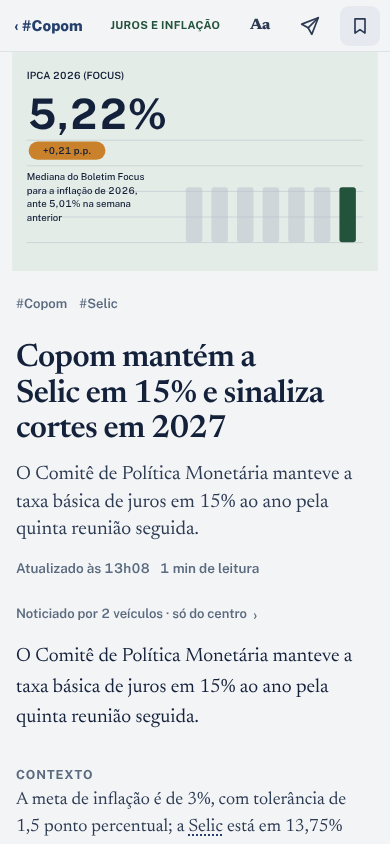 ‹ #Copom JUROS E INFLAÇÃO Aa
IPCA 2026 (FOCUS)
5,22%
+0,21 p.p.
Mediana do Boletim Focus
para a inflação de 2026,
ante 5,01% na semana
anterior
#Copom #Selic
Copom mantém a
Selic em 15% e sinaliza
cortes em 2027
O Comitê de Política Monetária manteve a
taxa básica de juros em 15% ao ano pela
quinta reunião seguida.
Atualizado às 13h08 1 min de leitura
Noticiado por 2 veículos · só do centro ›
O Comitê de Política Monetária manteve a
taxa básica de juros em 15% ao ano pela
quinta reunião seguida.
CONTEXTO
A meta de inflação é de 3%, com tolerância de
1,5 ponto percentual; a Selic está em 13,75%